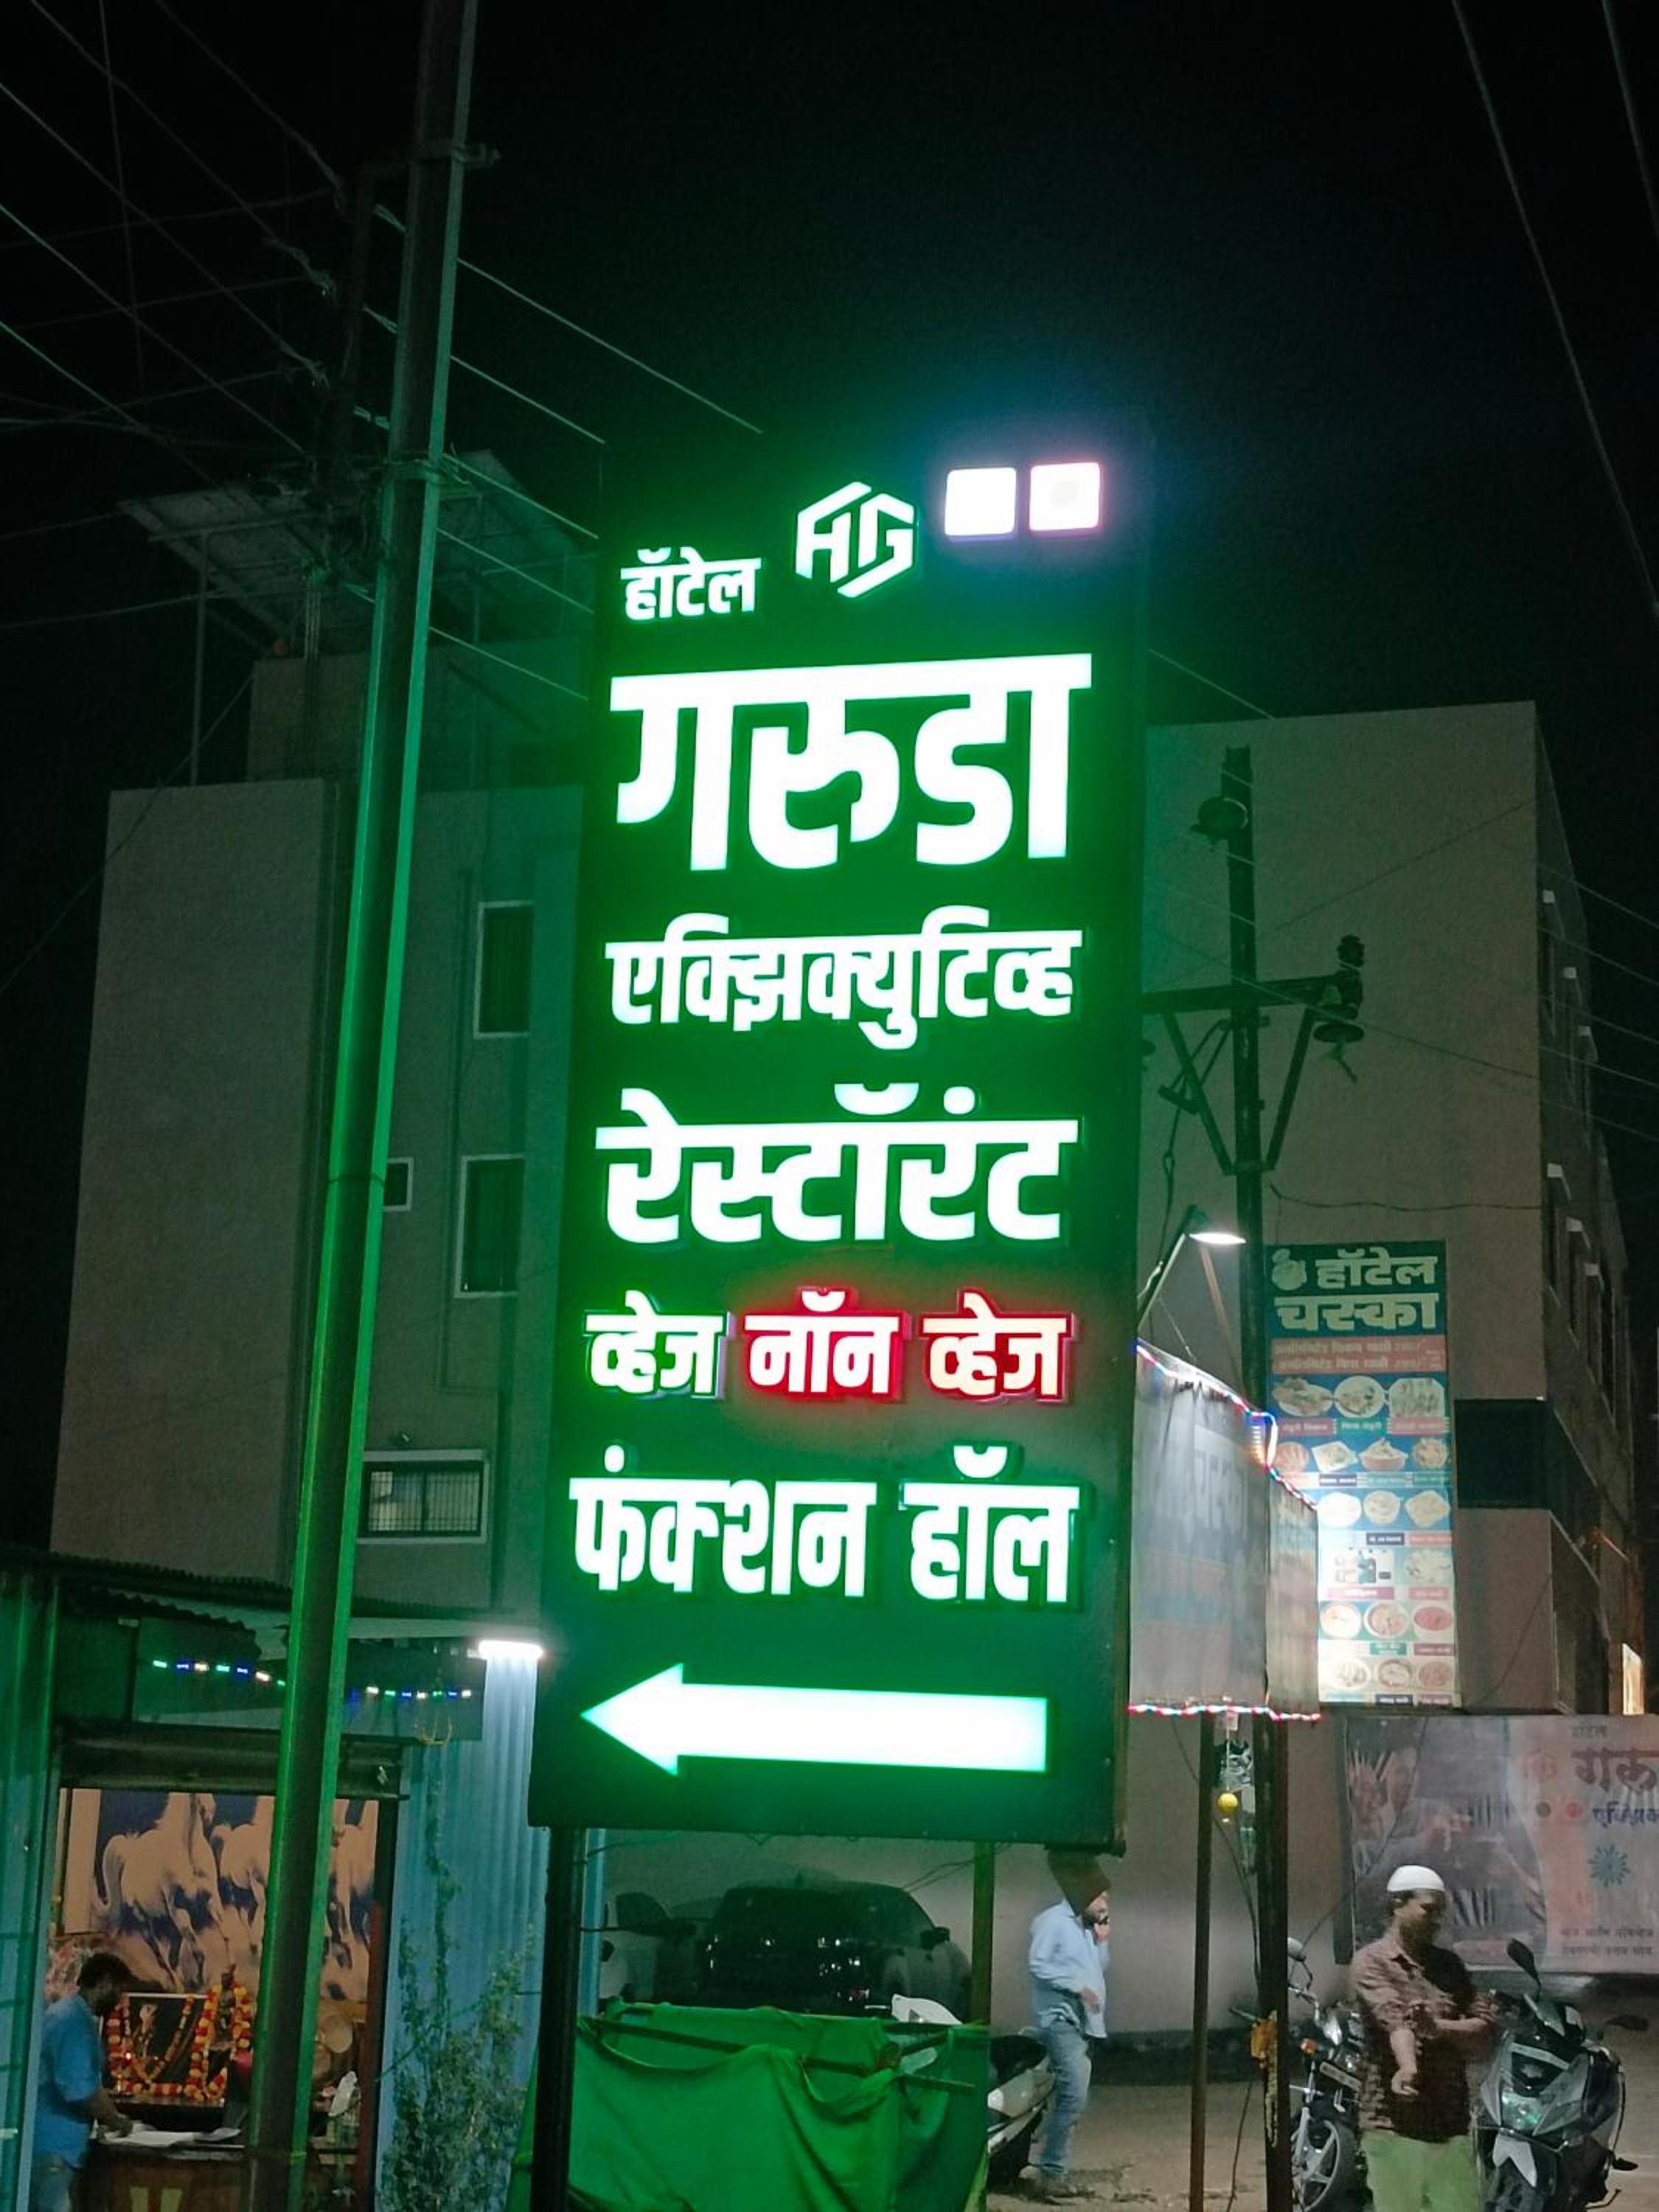 हॉटेल HG
गरुडा
एक्झिक्युटिव्ह
रेस्टॉरंट
व्हेज नॉन व्हेज
फंक्शन हॉल
हॉटेल
चस्का
हॉटेल